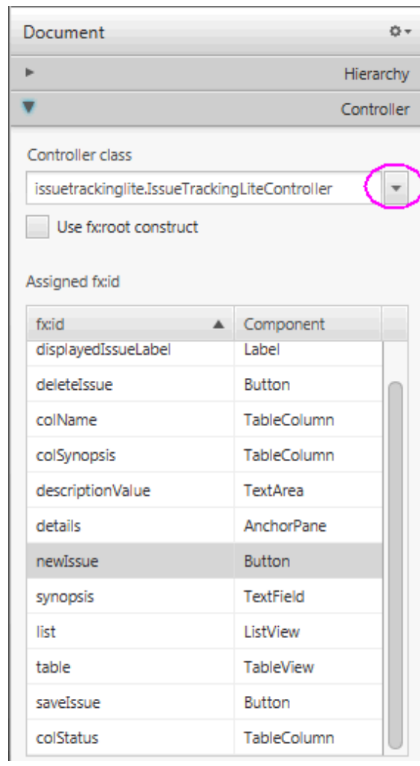 Document
Hierarchy
Controller
Controller class
issuetrackinglite.IssueTrackingLiteController
Use fx:root construct
Assigned fx:id
fx:id Component
displayedIssueLabel Label
deleteIssue Button
colName TableColumn
colSynopsis TableColumn
descriptionValue TextArea
details AnchorPane
newIssue Button
synopsis TextField
list ListView
table TableView
saveIssue Button
colStatus TableColumn